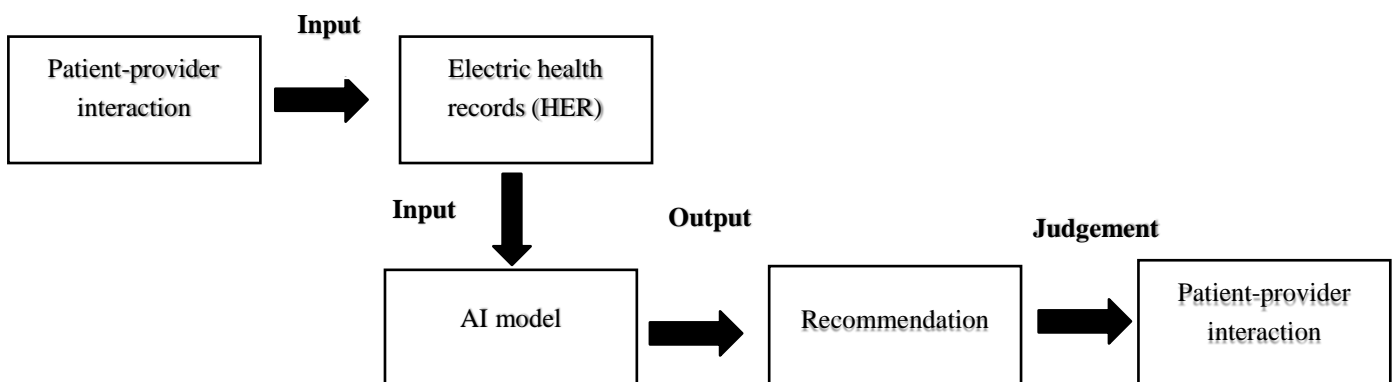 Input
Patient-provider
interaction
Electric health
records (HER)
Input
Output
Judgement
AI model
Recommendation
Patient-provider
interaction